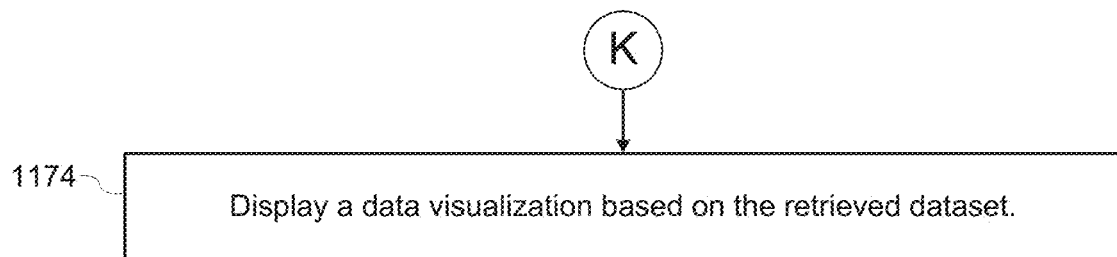 K
1174
Display a data visualization based on the retrieved dataset.